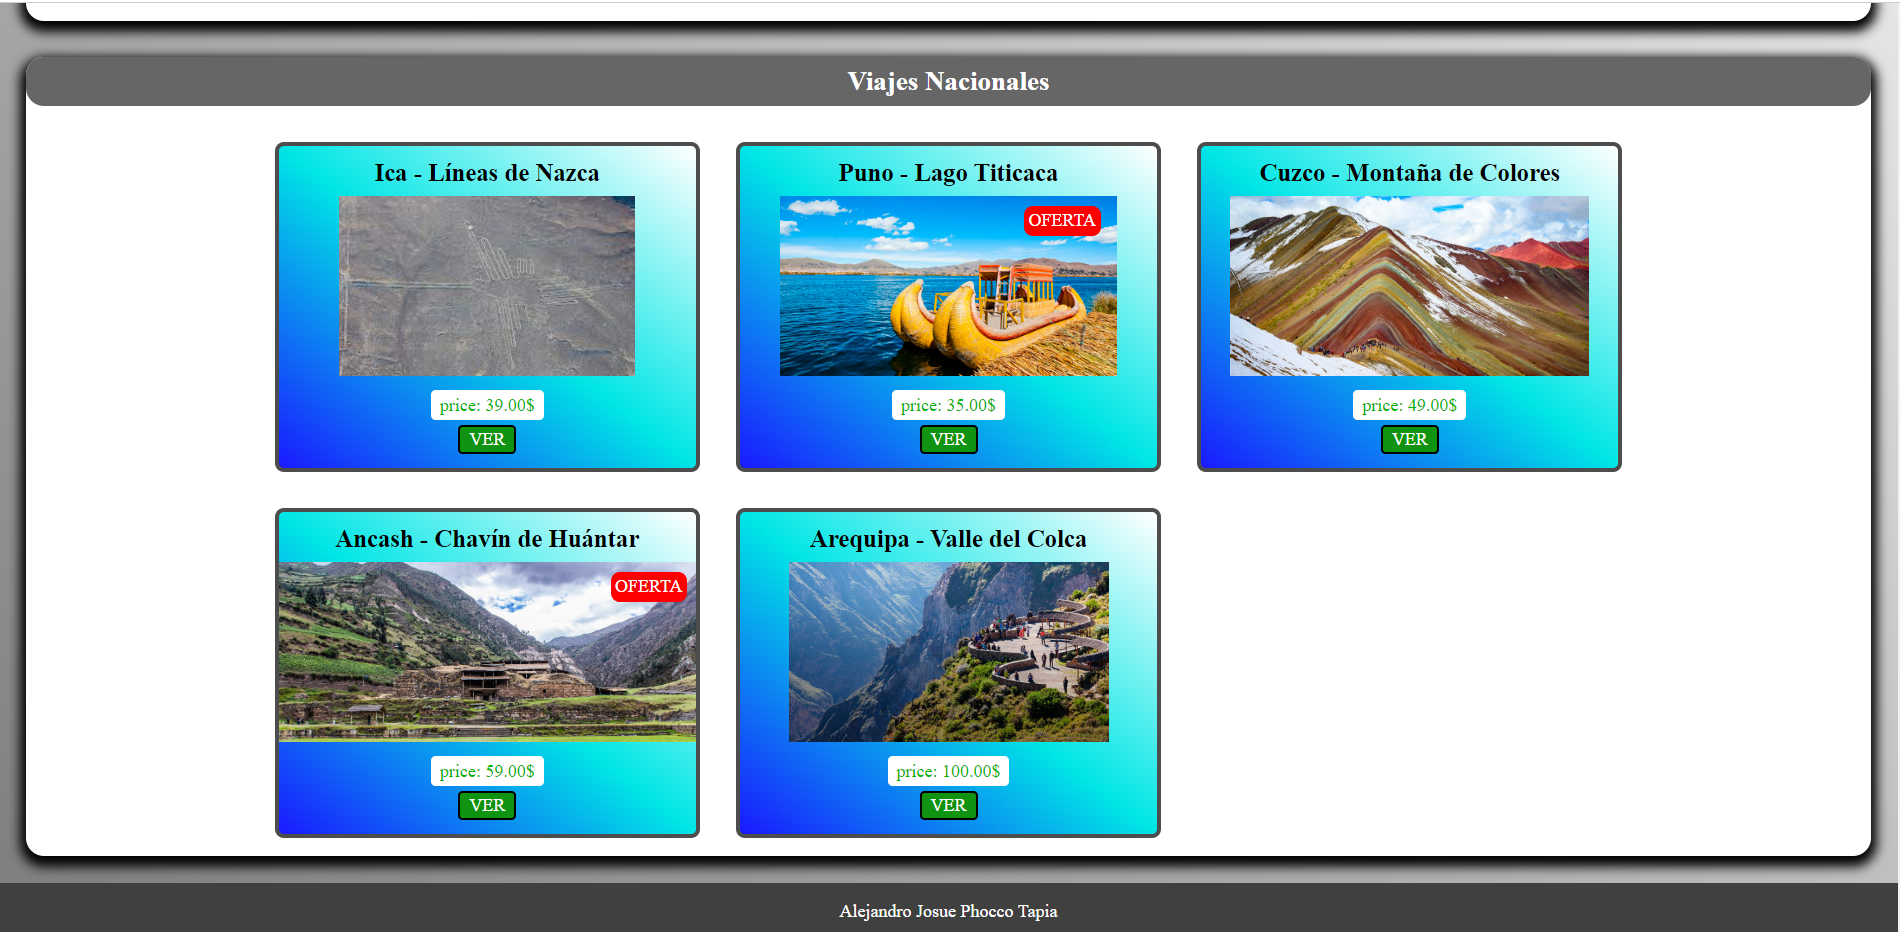 Viajes Nacionales
Ica - Líneas de Nazca
price: 39.00$
VER
Puno - Lago Titicaca
OFERTA
price: 35.00$
VER
Cuzco - Montaña de Colores
price: 49.00$
VER
Ancash - Chavín de Huántar
OFERTA
price: 59.00$
VER
Arequipa - Valle del Colca
price: 100.00$
VER
Alejandro Josue Phocco Tapia